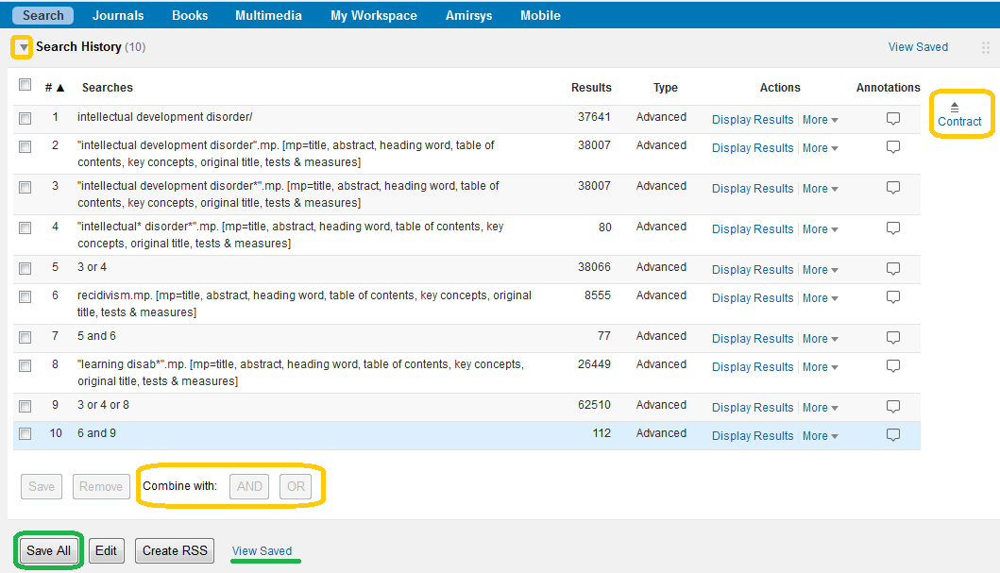 Search Journals Books Multimedia My Workspace Amirsys Mobile
Search History (10) View Saved
# ▲ Searches Results Type Actions Annotations
Contract
1 intellectual development disorder/ 37641 Advanced Display Results More
2 "intellectual development disorder".mp. [mp=title, abstract, heading word, table of 38007 Advanced Display Results More
contents, key concepts, original title, tests & measures]
3 "intellectual development disorder*".mp. [mp=title, abstract, heading word, table of 38007 Advanced Display Results More
contents, key concepts, original title, tests & measures]
4 "intellectual* disorder*".mp. [mp=title, abstract, heading word, table of contents, key 80 Advanced Display Results More
concepts, original title, tests & measures]
5 3 or 4 38066 Advanced Display Results More
6 recidivism.mp. [mp=title, abstract, heading word, table of contents, key concepts, original 8555 Advanced Display Results More
title, tests & measures]
7 5 and 6 77 Advanced Display Results More
8 "learning disab*".mp. [mp=title, abstract, heading word, table of contents, key concepts, 26449 Advanced Display Results More
original title, tests & measures]
9 3 or 4 or 8 62510 Advanced Display Results More
10 6 and 9 112 Advanced Display Results More
Save Remove Combine with: AND OR
Save All Edit Create RSS View Saved